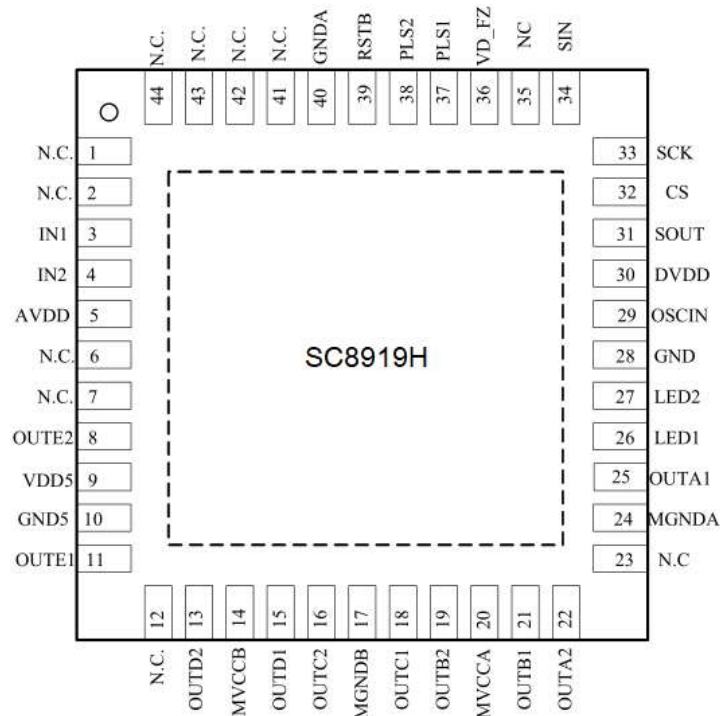 N.C.
N.C.
N.C.
N.C.
GNDA
RSTB
PLS2
PLS1
VD_FZ
NC
SIN
44
43
42
41
40
39
38
37
36
35
34
N.C. 1
33 SCK
N.C. 2
32 CS
IN1 3
31 SOUT
IN2 4
30 DVDD
AVDD 5
29 OSCIN
N.C. 6
SC8919H
28 GND
N.C. 7
27 LED2
OUTE2 8
26 LED1
VDD5 9
25 OUTA1
GND5 10
24 MGNDA
OUTE1 11
23 N.C
12
13
14
15
16
17
18
19
20
21
22
N.C.
OUTD2
MVCCB
OUTD1
OUTC2
MGNDB
OUTC1
OUTB2
MVCCA
OUTB1
OUTA2